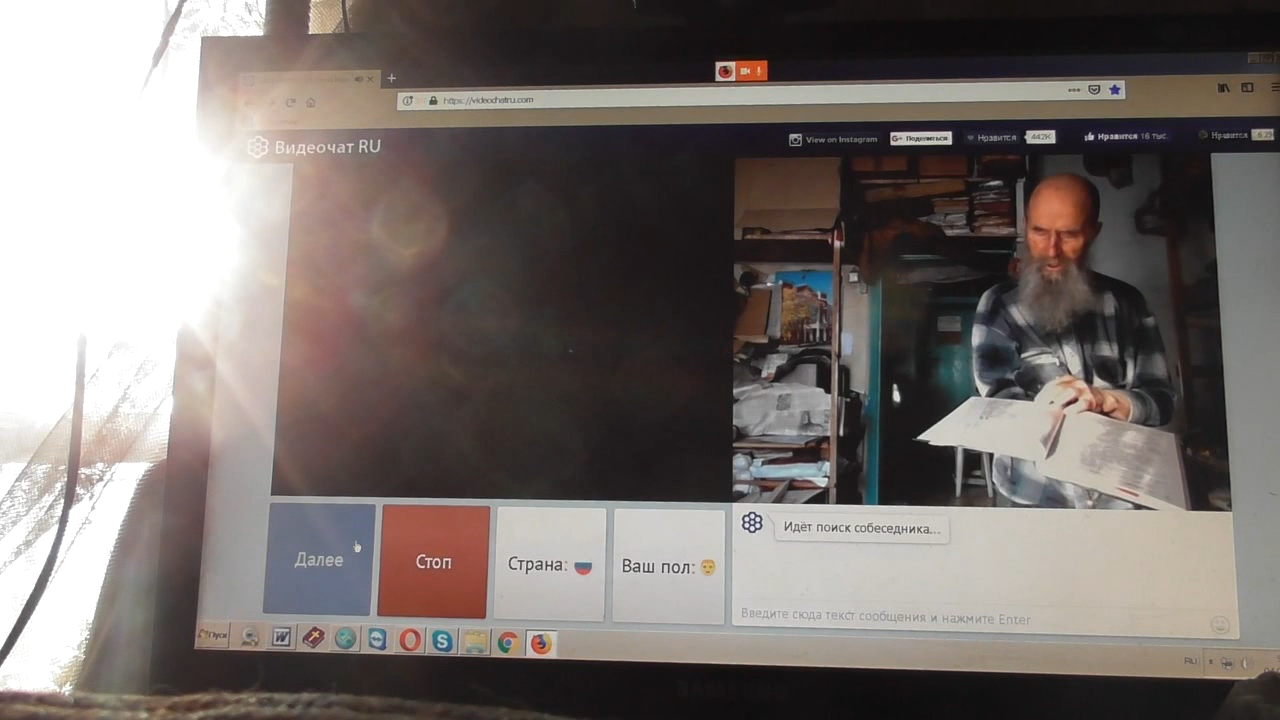 https://videochatru.com
Видеочат RU
View on Instagram
G+ Поделиться
Нравится 442K
Нравится 16 тыс.
Нравится
Идёт поиск собеседника...
Далее
Стоп
Страна:
Ваш пол:
Введите сюда текст сообщения и нажмите Enter
Пуск
RU